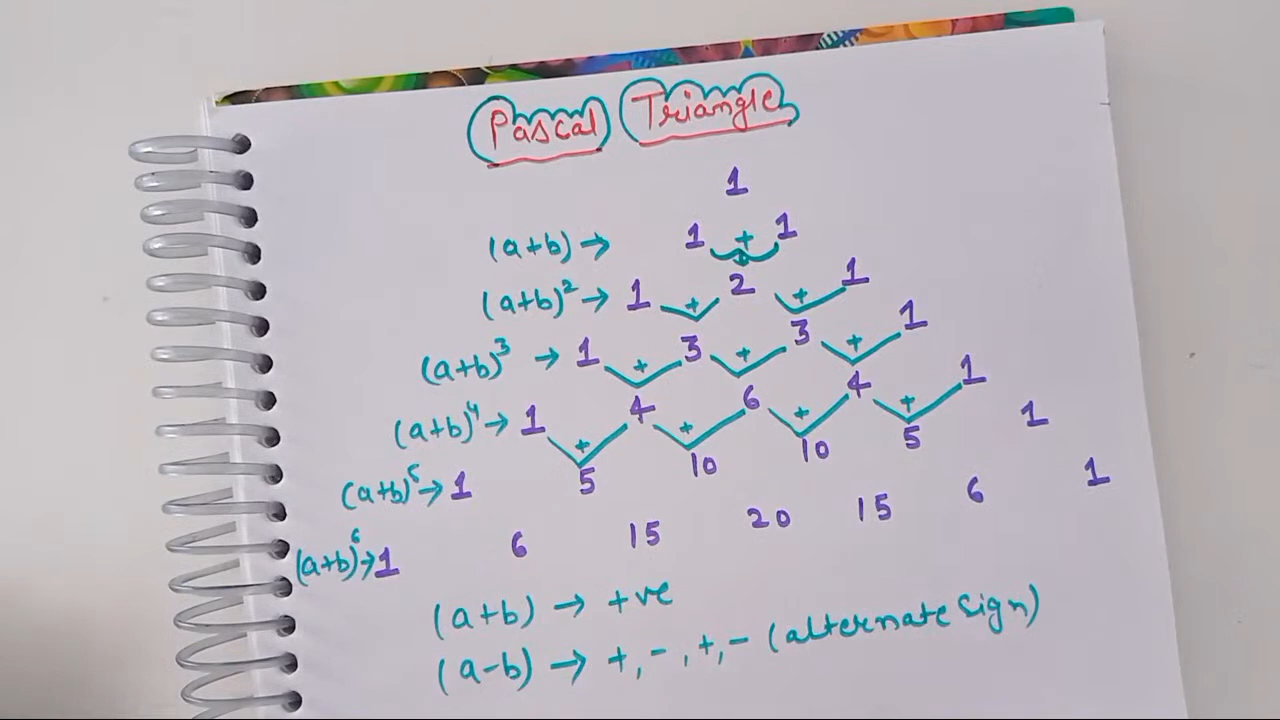 Pascal Triangle
1
(a+b) → 1 + 1
(a+b)² → 1 + 2 + 1
(a+b)³ → 1 + 3 + 3 + 1
(a+b)⁴ → 1 + 4 + 6 + 4 + 1
(a+b)⁵ → 1 5 10 10 5 1
(a+b)⁶ → 1 6 15 20 15 6 1
(a+b) → +ve
(a-b) → +, -, +, - (alternate sign)